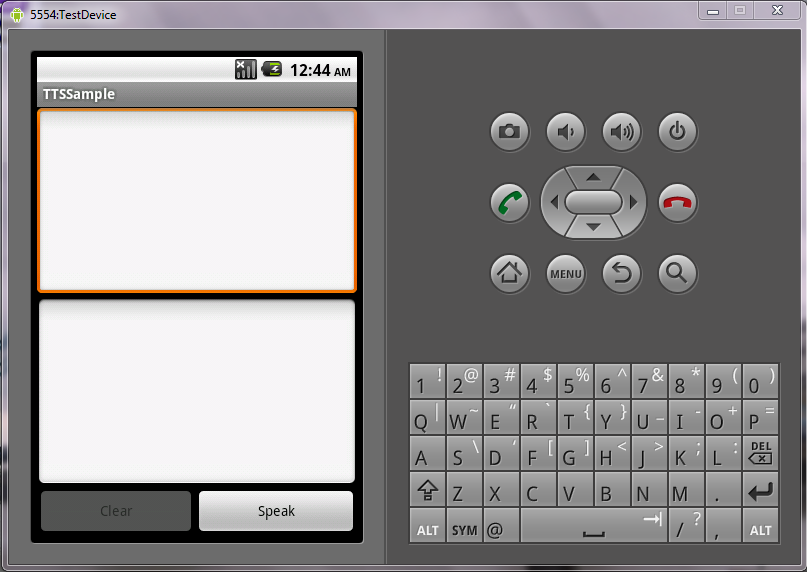 5554:TestDevice
12:44 AM
TTSSample
Clear
Speak
MENU
1 ! 2 @ 3 # 4 $ 5 % 6 ^ 7 & 8 * 9 ( 0 )
Q | W ~ E “ R ` T { Y } U _ I - O + P =
A S \ D ‘ F [ G ] H < J > K ; L : DEL
Z X C V B N M .
ALT SYM @ / ? , ALT